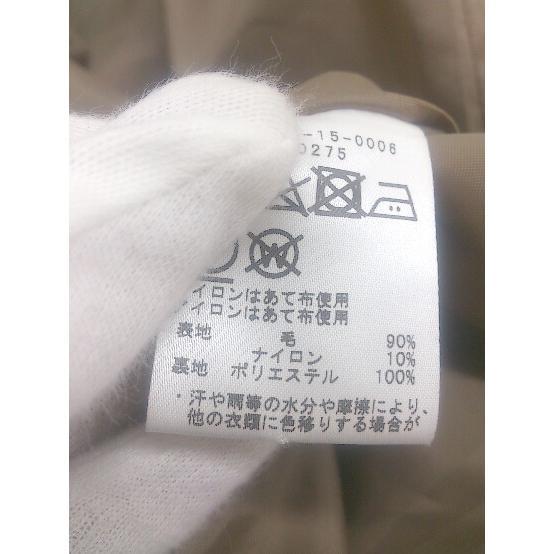 -15-0006
0275
W
イロンはあて布使用
イロンはあて布使用
表地 毛 90%
ナイロン 10%
裏地 ポリエステル 100%
・汗や雨等の水分や摩擦により、
他の衣類に色移りする場合が